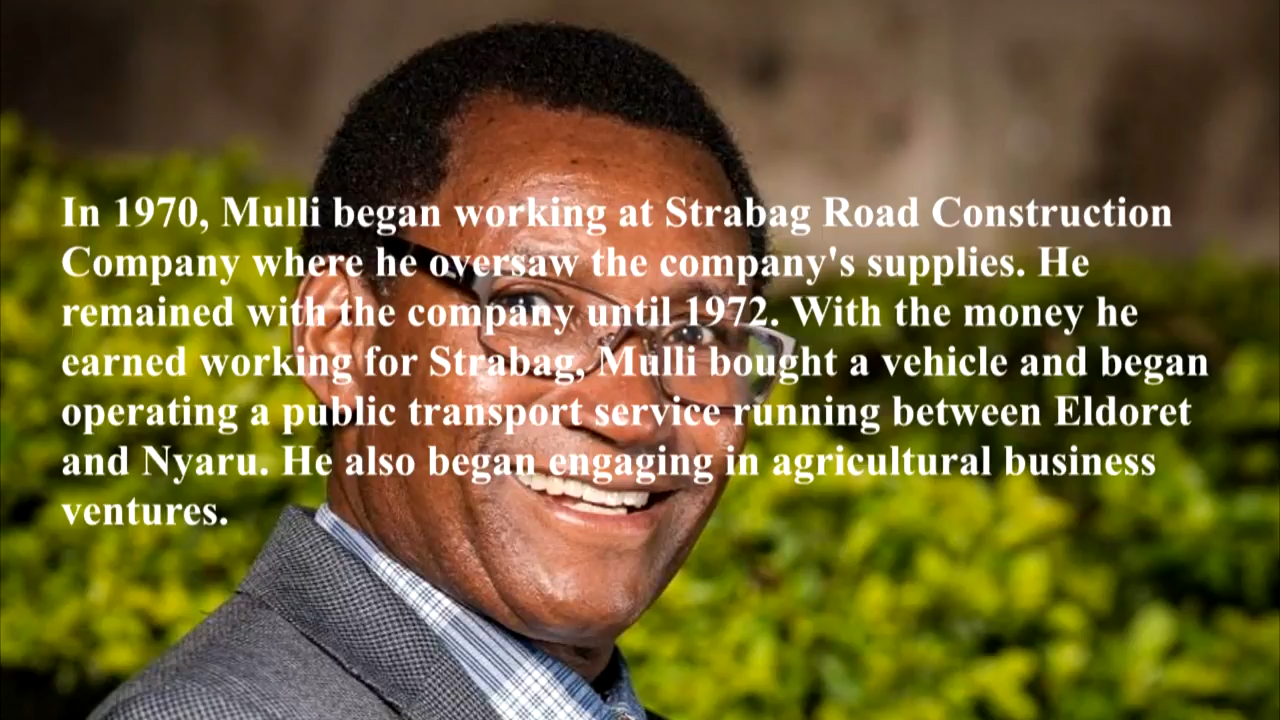 In 1970, Mulli began working at Strabag Road Construction
Company where he oversaw the company's supplies. He
remained with the company until 1972. With the money he
earned working for Strabag, Mulli bought a vehicle and began
operating a public transport service running between Eldoret
and Nyaru. He also began engaging in agricultural business
ventures.